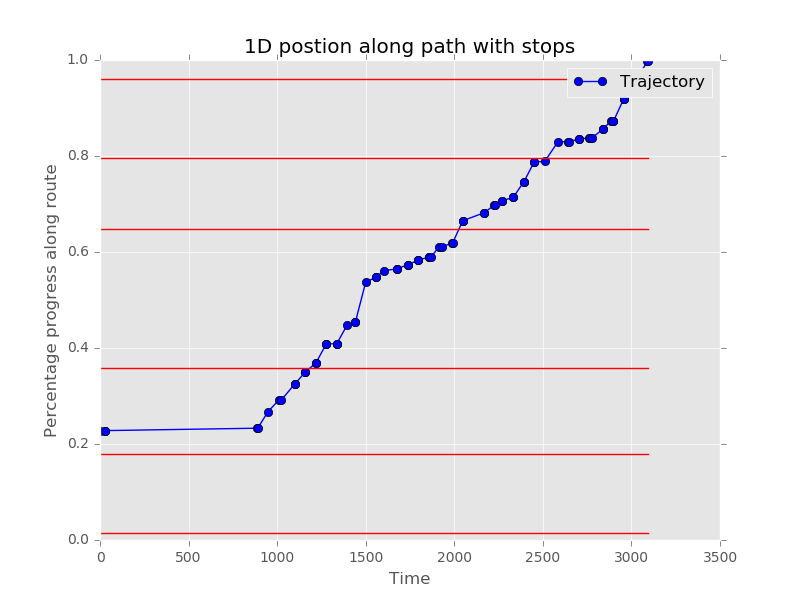 1D postion along path with stops
Trajectory
Percentage progress along route
1.0
0.8
0.6
0.4
0.2
0.0
0 500 1000 1500 2000 2500 3000 3500
Time